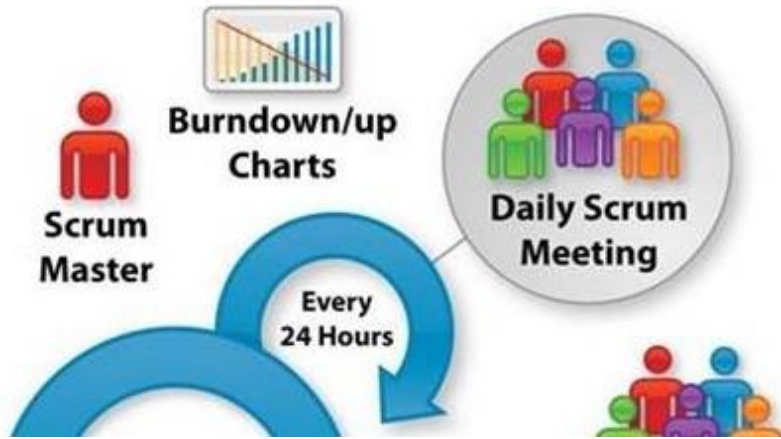 Burndown/up
Charts
Scrum
Master
Daily Scrum
Meeting
Every
24 Hours